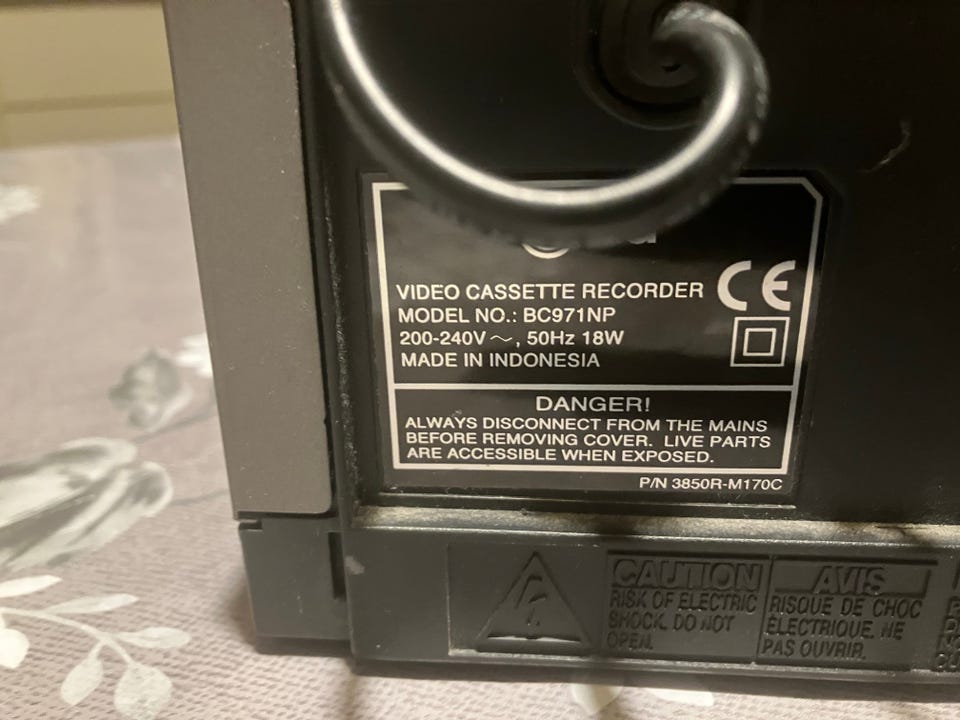 VIDEO CASSETTE RECORDER
MODEL NO.: BC971NP
200-240V ~, 50Hz 18W
MADE IN INDONESIA
CE
DANGER!
ALWAYS DISCONNECT FROM THE MAINS
BEFORE REMOVING COVER. LIVE PARTS
ARE ACCESSIBLE WHEN EXPOSED.
P/N 3850R-M170C
CAUTION
RISK OF ELECTRIC
SHOCK. DO NOT
OPEN.
AVIS
RISQUE DE CHOC
ÉLECTRIQUE. NE
PAS OUVRIR.